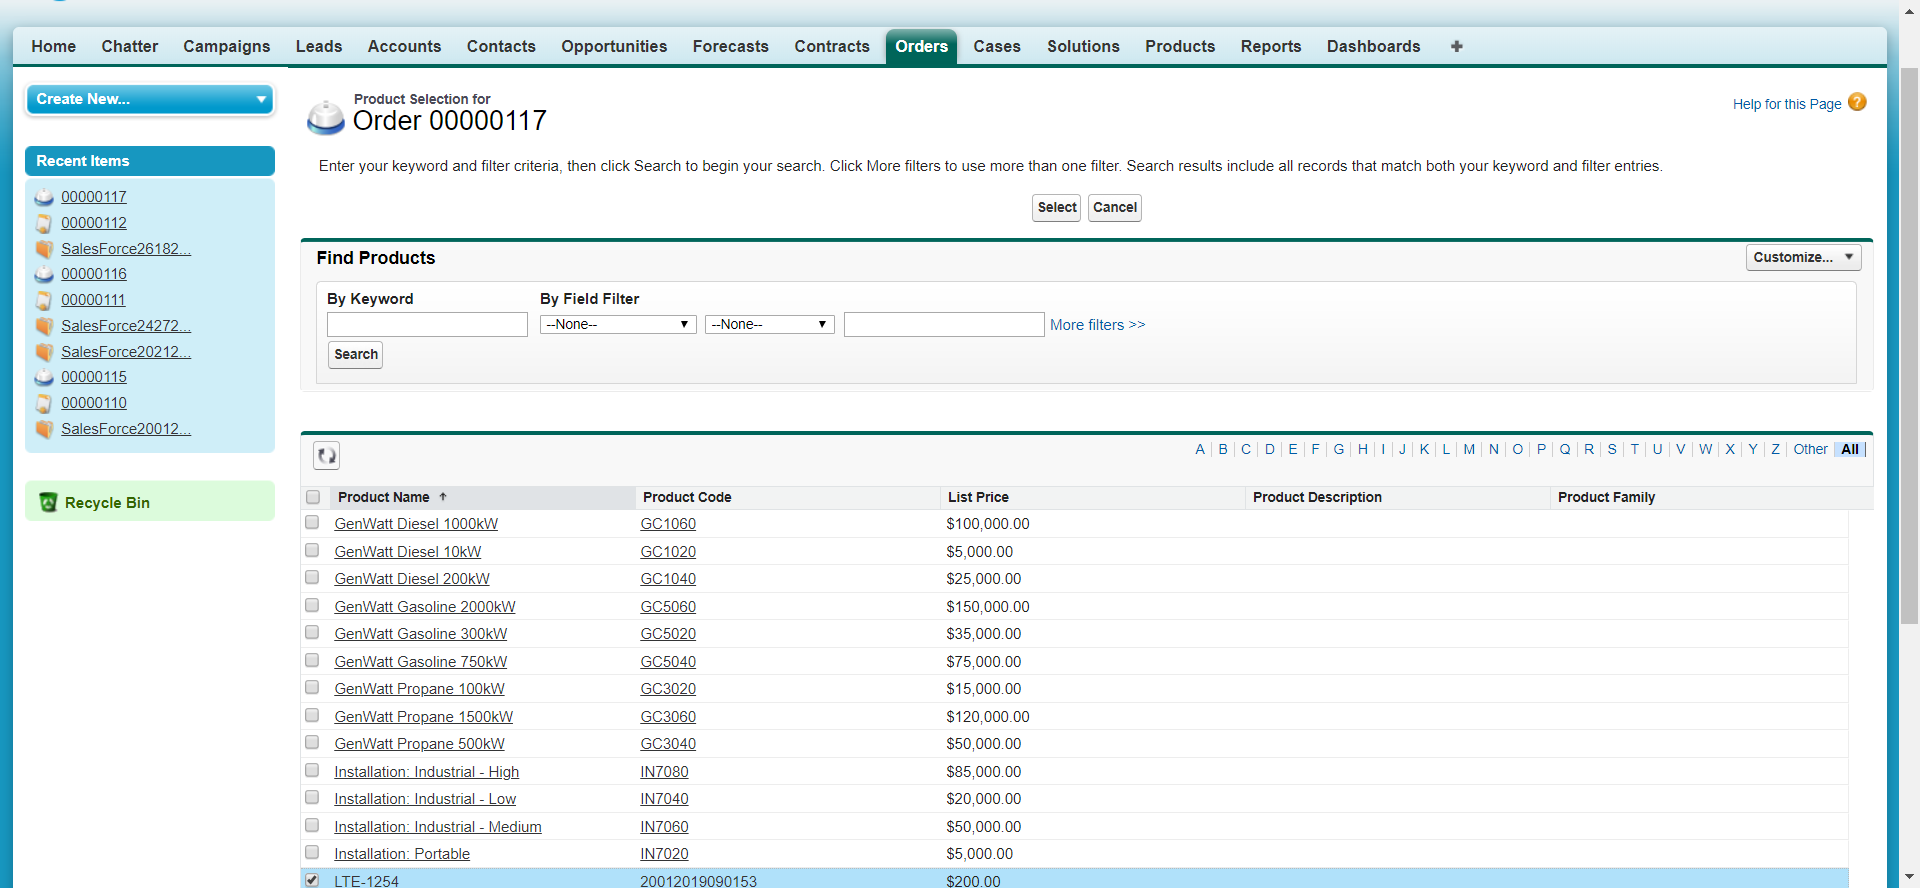 Home Chatter Campaigns Leads Accounts Contacts Opportunities Forecasts Contracts Orders Cases Solutions Products Reports Dashboards +
Create New...
Recent Items
00000117
00000112
SalesForce26182...
00000116
00000111
SalesForce24272...
SalesForce20212...
00000115
00000110
SalesForce20012...
Recycle Bin
Product Selection for
Order 00000117
Help for this Page ?
Enter your keyword and filter criteria, then click Search to begin your search. Click More filters to use more than one filter. Search results include all records that match both your keyword and filter entries.
Select Cancel
Find Products
Customize...
By Keyword By Field Filter
--None-- --None-- More filters >>
Search
A B C D E F G H I J K L M N O P Q R S T U V W X Y Z Other All
Product Name Product Code List Price Product Description Product Family
GenWatt Diesel 1000kW GC1060 $100,000.00
GenWatt Diesel 10kW GC1020 $5,000.00
GenWatt Diesel 200kW GC1040 $25,000.00
GenWatt Gasoline 2000kW GC5060 $150,000.00
GenWatt Gasoline 300kW GC5020 $35,000.00
GenWatt Gasoline 750kW GC5040 $75,000.00
GenWatt Propane 100kW GC3020 $15,000.00
GenWatt Propane 1500kW GC3060 $120,000.00
GenWatt Propane 500kW GC3040 $50,000.00
Installation: Industrial - High IN7080 $85,000.00
Installation: Industrial - Low IN7040 $20,000.00
Installation: Industrial - Medium IN7060 $50,000.00
Installation: Portable IN7020 $5,000.00
LTE-1254 20012019090153 $200.00